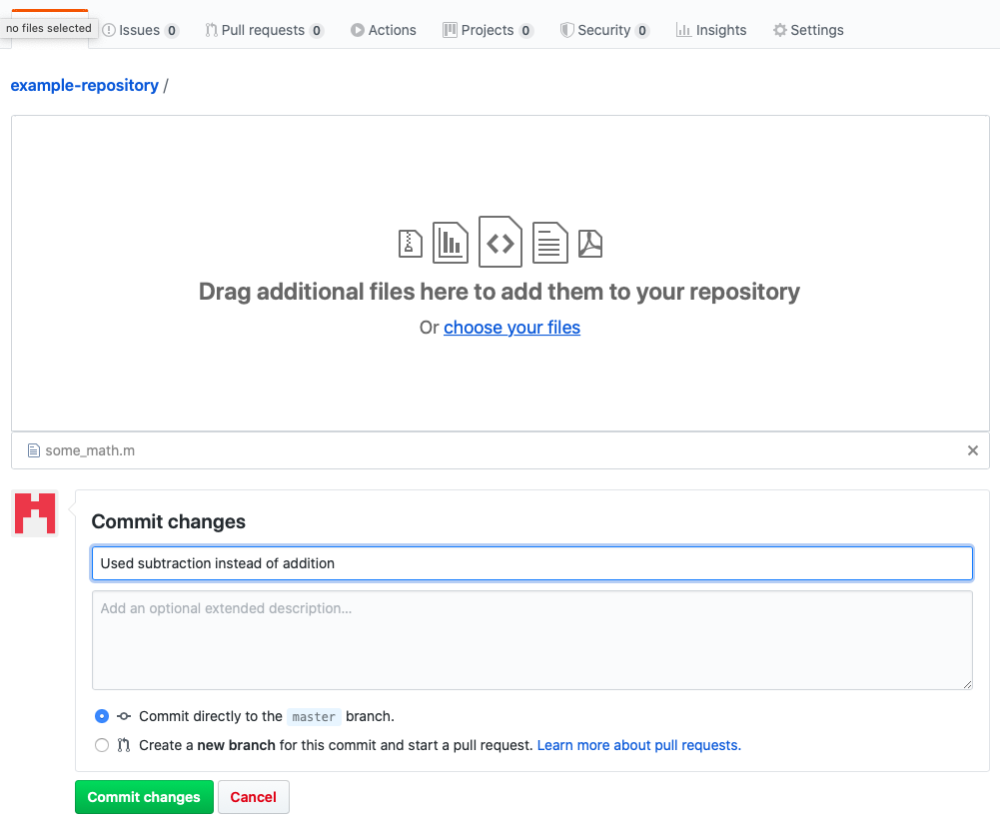 no files selected
Issues 0 Pull requests 0 Actions Projects 0 Security 0 Insights Settings
example-repository /
Drag additional files here to add them to your repository
Or choose your files
some_math.m
Commit changes
Used subtraction instead of addition
Add an optional extended description…
Commit directly to the master branch.
Create a new branch for this commit and start a pull request. Learn more about pull requests.
Commit changes Cancel